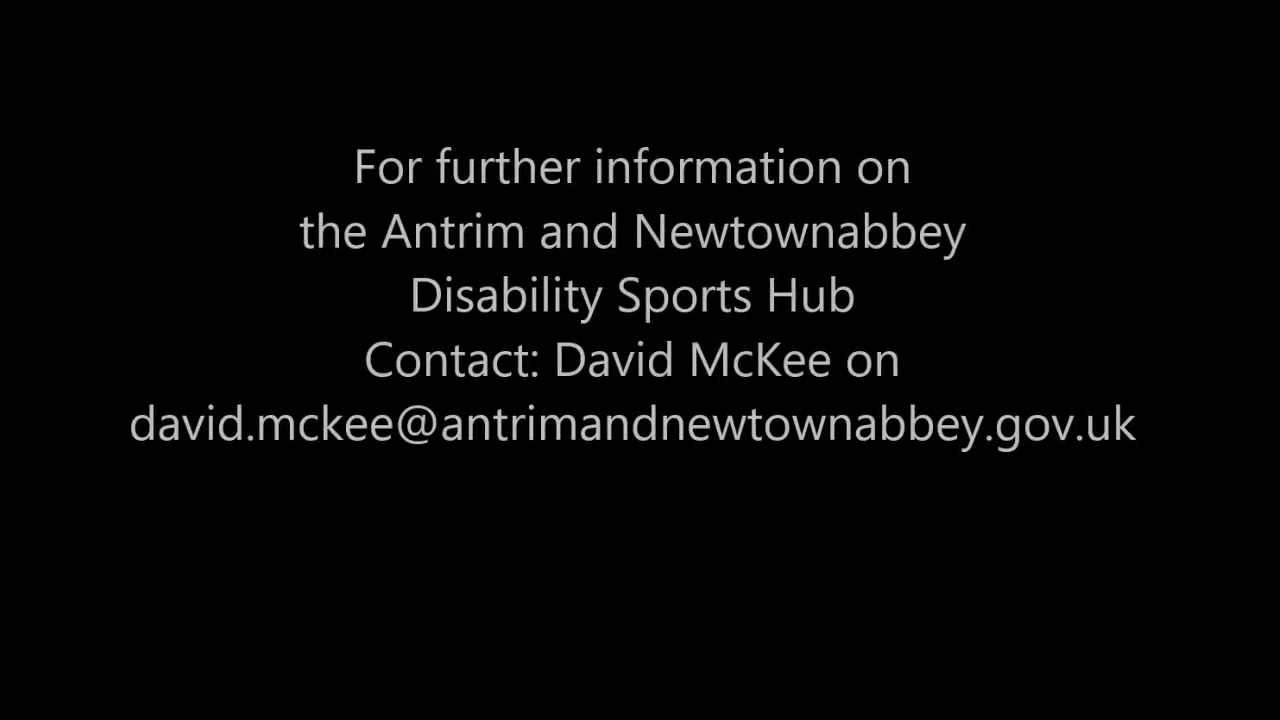 For further information on
the Antrim and Newtownabbey
Disability Sports Hub
Contact: David McKee on
david.mckee@antrimandnewtownabbey.gov.uk